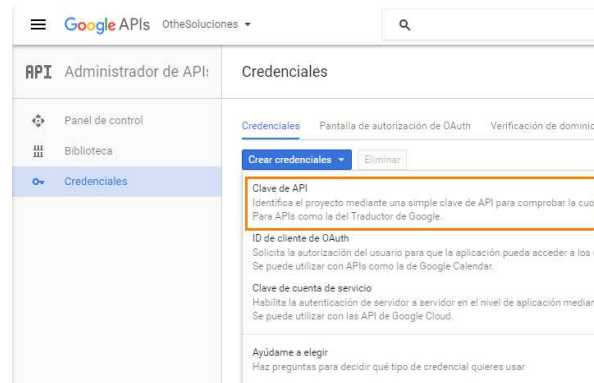 Google APIs OtheSoluciones
API Administrador de APIs
Credenciales
Panel de control
Biblioteca
Credenciales
Credenciales Pantalla de autorización de OAuth Verificación de dominio
Crear credenciales Eliminar
Clave de API
Identifica el proyecto mediante una simple clave de API para comprobar la cuo
Para APIs como la del Traductor de Google.
ID de cliente de OAuth
Solicita la autorización del usuario para que la aplicación pueda acceder a los
Se puede utilizar con APIs como la de Google Calendar.
Clave de cuenta de servicio
Habilita la autenticación de servidor a servidor en el nivel de aplicación median
Se puede utilizar con las API de Google Cloud.
Ayúdame a elegir
Haz preguntas para decidir qué tipo de credencial quieres usar